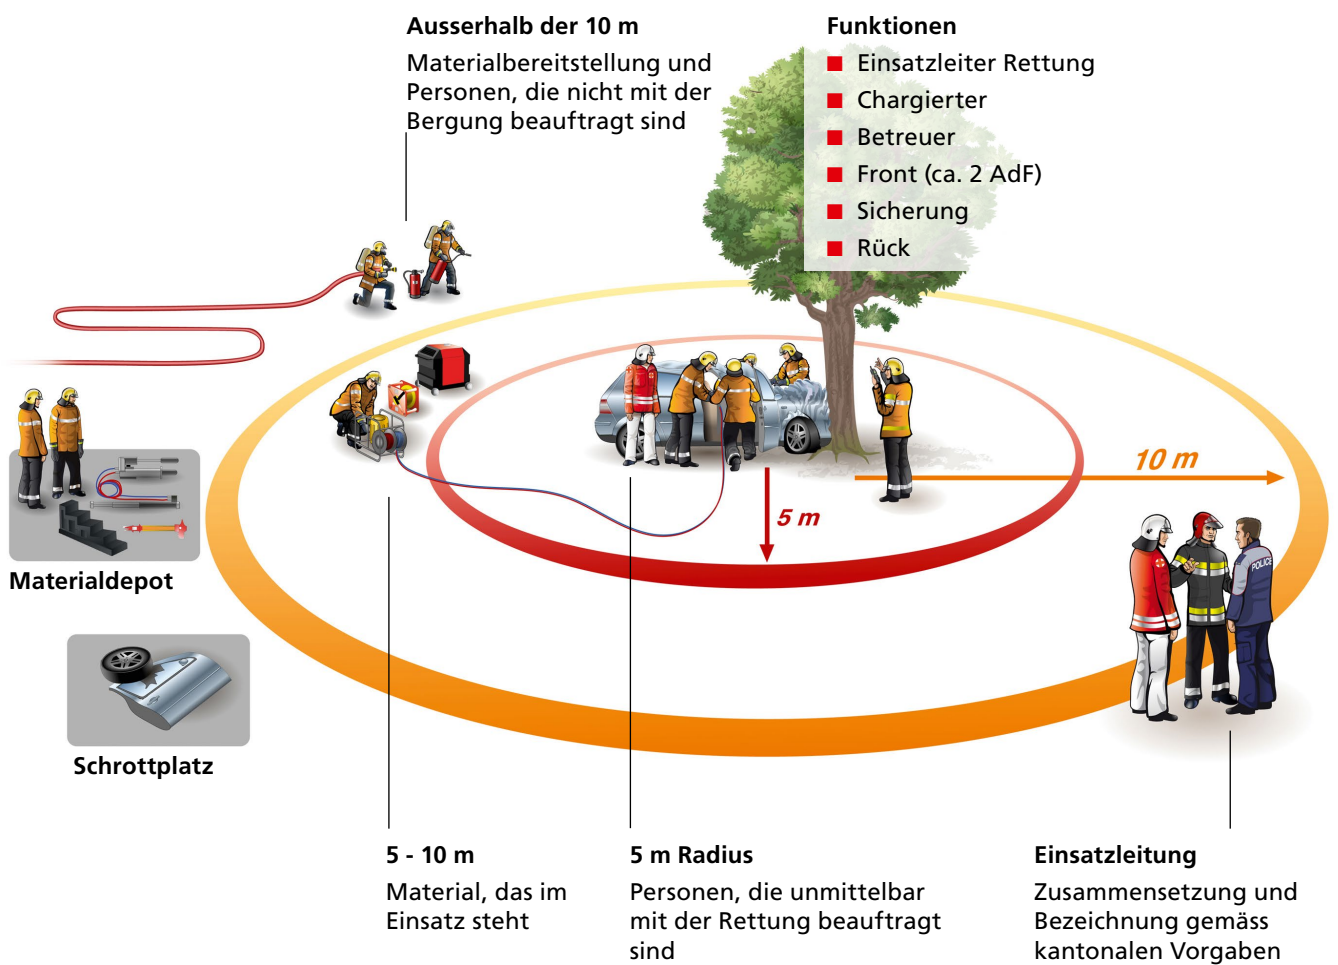 Ausserhalb der 10 m
Materialbereitstellung und
Personen, die nicht mit der
Bergung beauftragt sind
Funktionen
Einsatzleiter Rettung
Chargierter
Betreuer
Front (ca. 2 AdF)
Sicherung
Rück
10 m
5 m
POLICE
Materialdepot
Schrottplatz
5 - 10 m
Material, das im
Einsatz steht
5 m Radius
Personen, die unmittelbar
mit der Rettung beauftragt
sind
Einsatzleitung
Zusammensetzung und
Bezeichnung gemäss
kantonalen Vorgaben